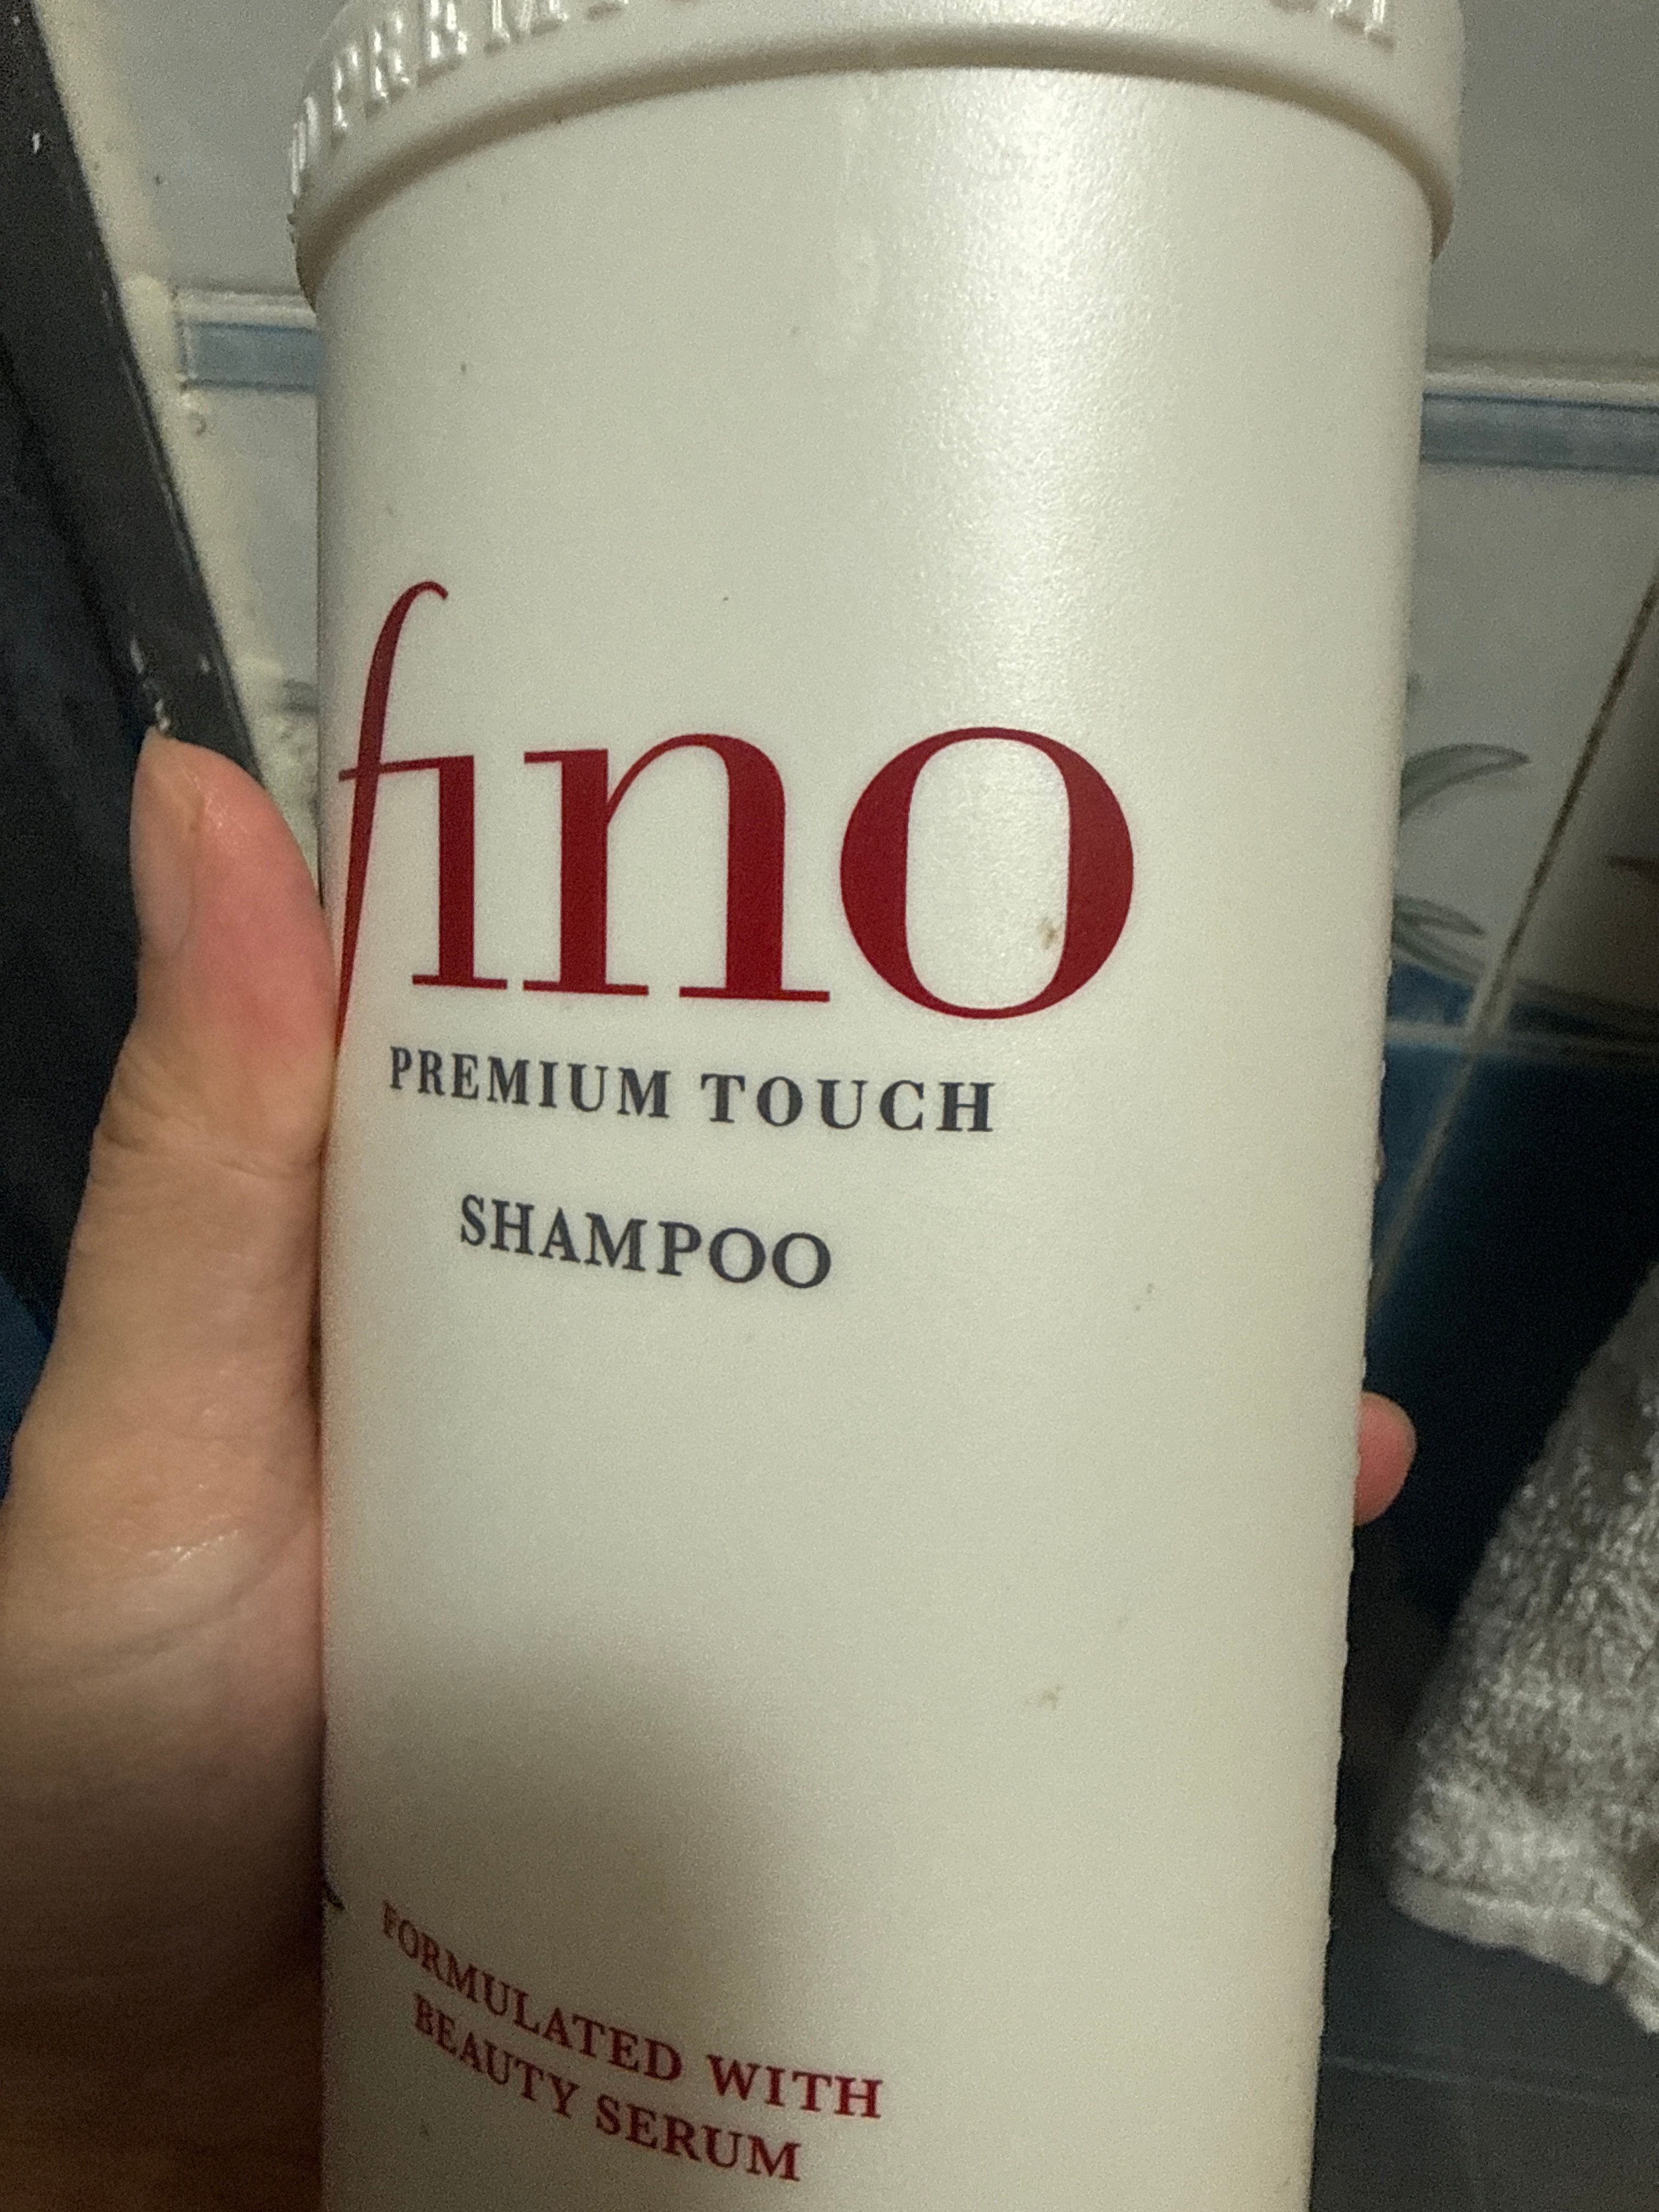 fino
PREMIUM TOUCH
SHAMPOO
FORMULATED WITH
BEAUTY SERUM